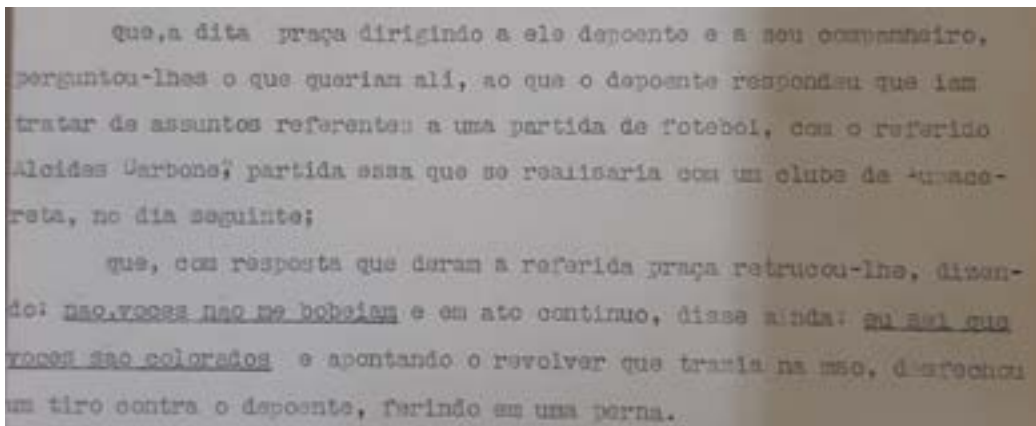 que,a dita praça dirigindo a ele depoente e a seu companheiro,
perguntou-lhes o que queriam ali, ao que o depoente respondeu que iam
tratar de assuntos referentes a uma partida de fotebol, com o referido
Alcides Carbone; partida essa que se realisaria com um clube de Tupace-
reta, no dia seguinte;
que, com resposta que deram a referida praça retrucou-lhe, dizen-
do: nao,voces nao me bobeiam e em ato continuo, disse ainda: eu sei que
voces sao colorados e apontando o revolver que trazia na mao, desfechou
um tiro contra o depoente, ferindo em uma perna.